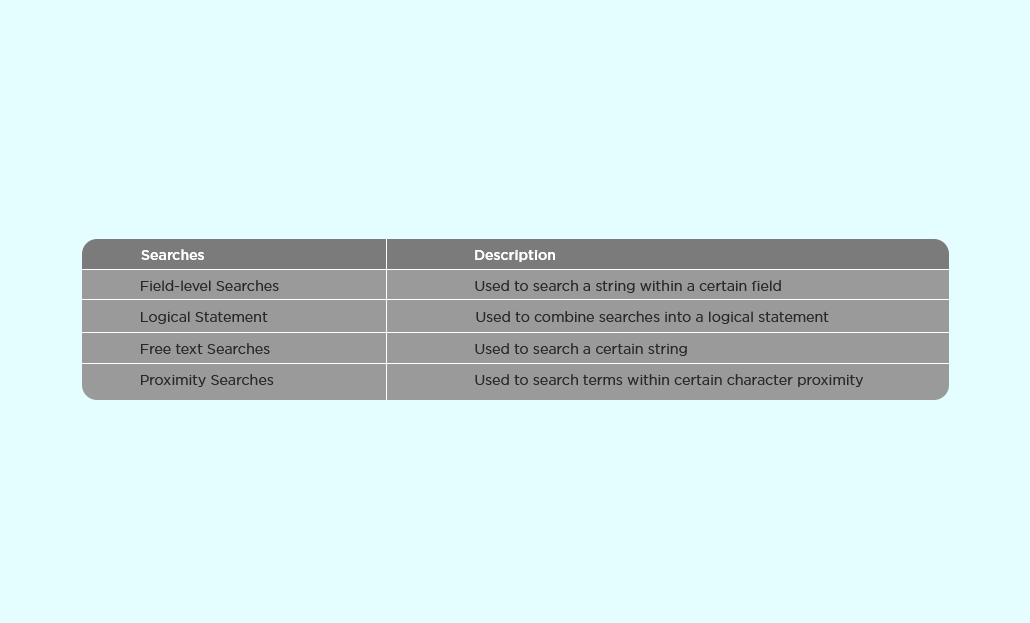 Searches Description
Field-level Searches Used to search a string within a certain field
Logical Statement Used to combine searches into a logical statement
Free text Searches Used to search a certain string
Proximity Searches Used to search terms within certain character proximity